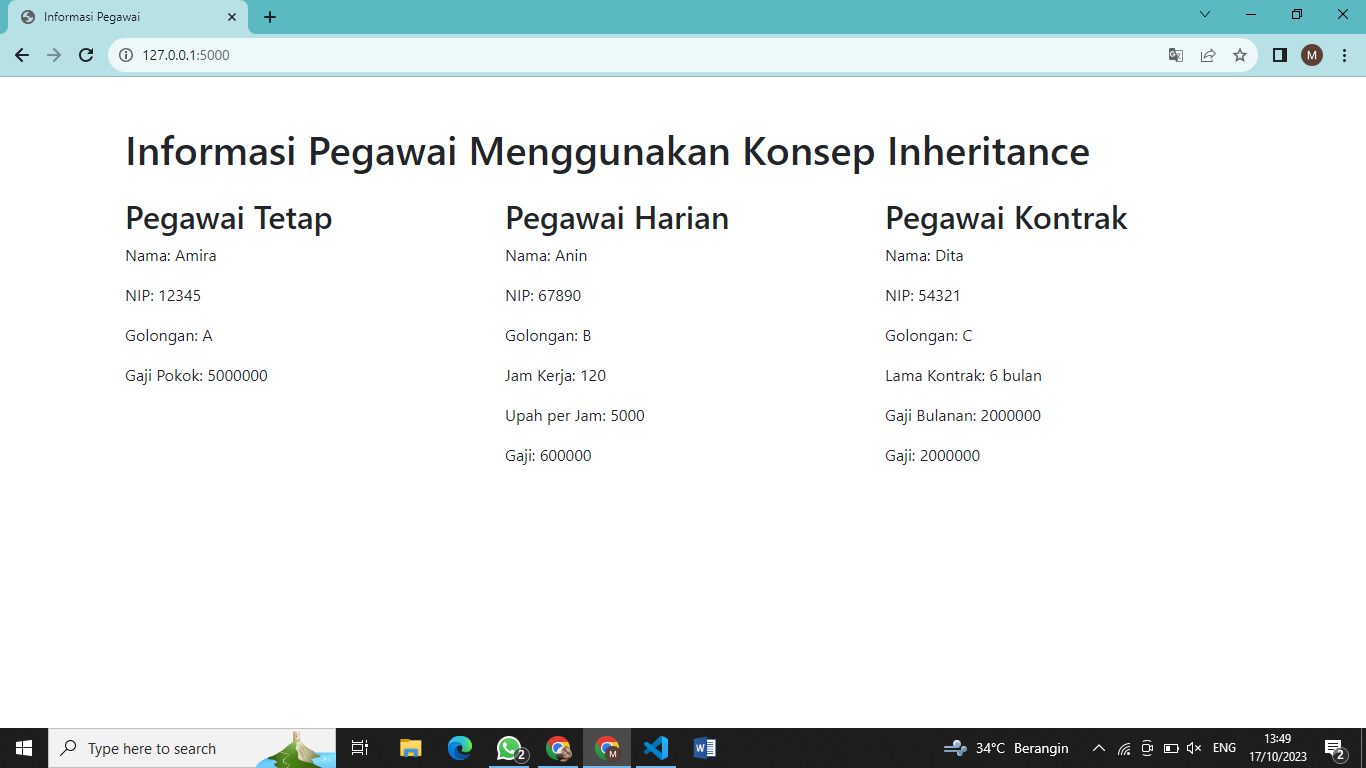 Informasi Pegawai
127.0.0.1:5000
M
Informasi Pegawai Menggunakan Konsep Inheritance
Pegawai Tetap
Nama: Amira
NIP: 12345
Golongan: A
Gaji Pokok: 5000000
Pegawai Harian
Nama: Anin
NIP: 67890
Golongan: B
Jam Kerja: 120
Upah per Jam: 5000
Gaji: 600000
Pegawai Kontrak
Nama: Dita
NIP: 54321
Golongan: C
Lama Kontrak: 6 bulan
Gaji Bulanan: 2000000
Gaji: 2000000
Type here to search
2
M
W
34°C Berangin
ENG
13:49
17/10/2023
2